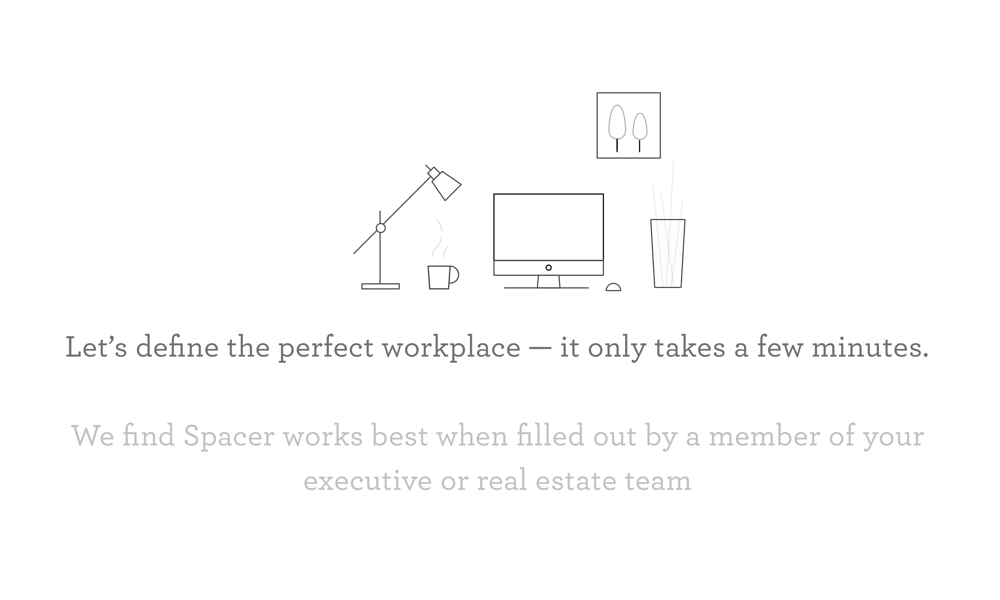 Let’s define the perfect workplace — it only takes a few minutes.
We find Spacer works best when filled out by a member of your
executive or real estate team